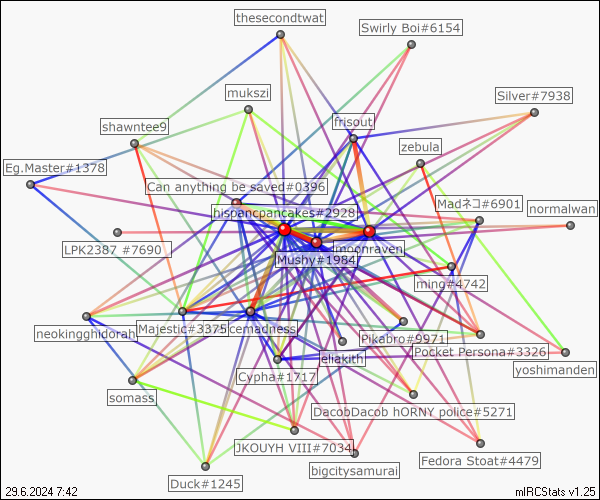 thesecondtwat
Swirly Boi#6154
mukszi
Silver#7938
frisout
shawntee9
zebula
Eg.Master#1378
Can anything be saved#0396
Madネコ#6901
hispancpancakes#2928
normalwan
LPK2387 #7690
moonraven
Mushy#1984
ming#4742
neokingghidorah
Majestic#3375
cemadness
Pikabro#9971
eliakith
Pocket Persona#3326
yoshimanden
Cypha#1717
somass
DacobDacob hORNY police#5271
JKOUYH VIII#7034
bigcitysamurai
Fedora Stoat#4479
Duck#1245
29.6.2024 7:42
mIRCStats v1.25